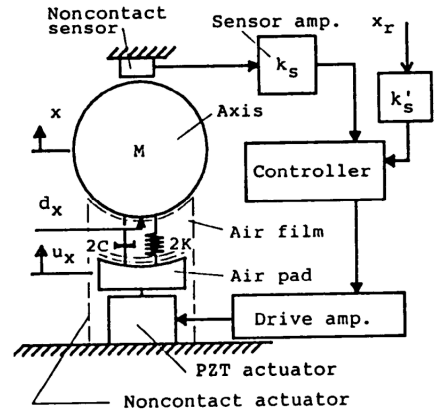 Noncontact
sensor
Sensor amp.
x_r
k_s
k_s'
x
Axis
M
Controller
d_x
2C
2K
Air film
u_x
Air pad
Drive amp.
PZT actuator
Noncontact actuator